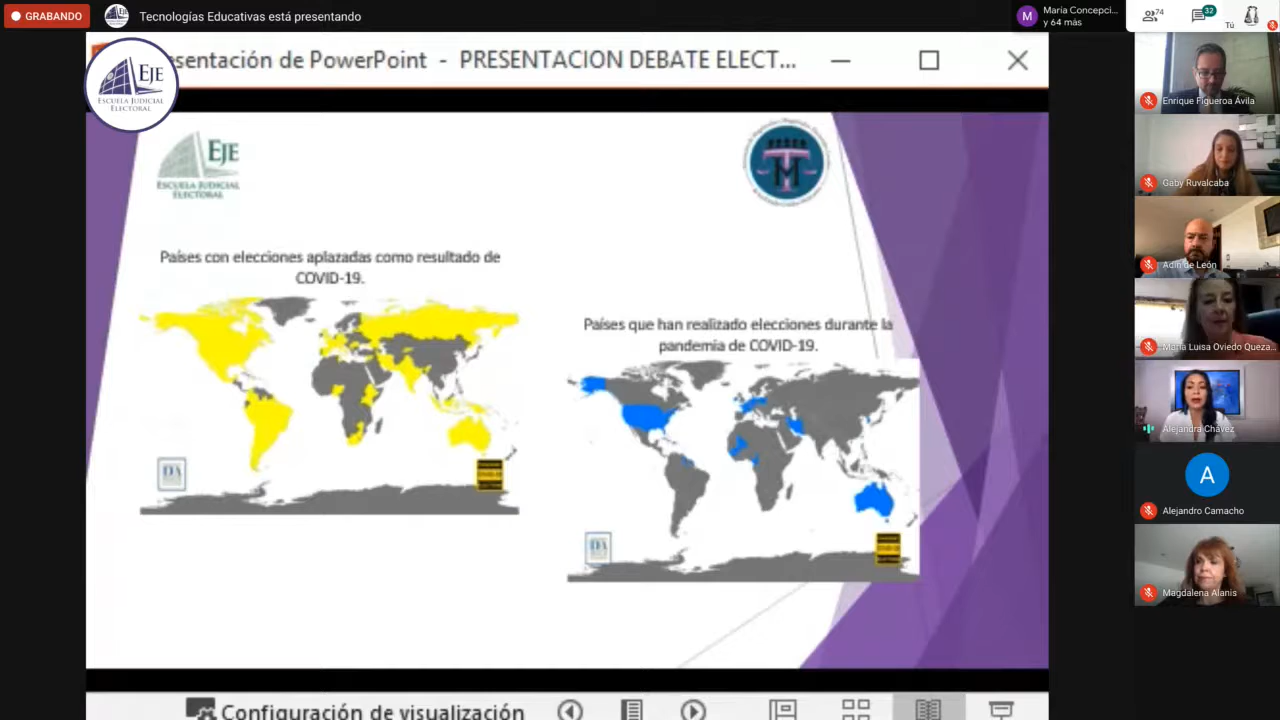 GRABANDO
Tecnologías Educativas está presentando
M
María Concepci...
y 64 más
74
32
Tú
esentación de PowerPoint - PRESENTACION DEBATE ELECT...
EJE
ESCUELA JUDICIAL
ELECTORAL
EJE
ESCUELA JUDICIAL
ELECTORAL
Países con elecciones aplazadas como resultado de
COVID-19.
Países que han realizado elecciones durante la
pandemia de COVID-19.
Enrique Figueroa Ávila
Gaby Ruvalcaba
Adín de León
María Luisa Oviedo Queza...
Alejandra Chávez
A
Alejandro Camacho
Magdalena Alanis
Configuración de visualización